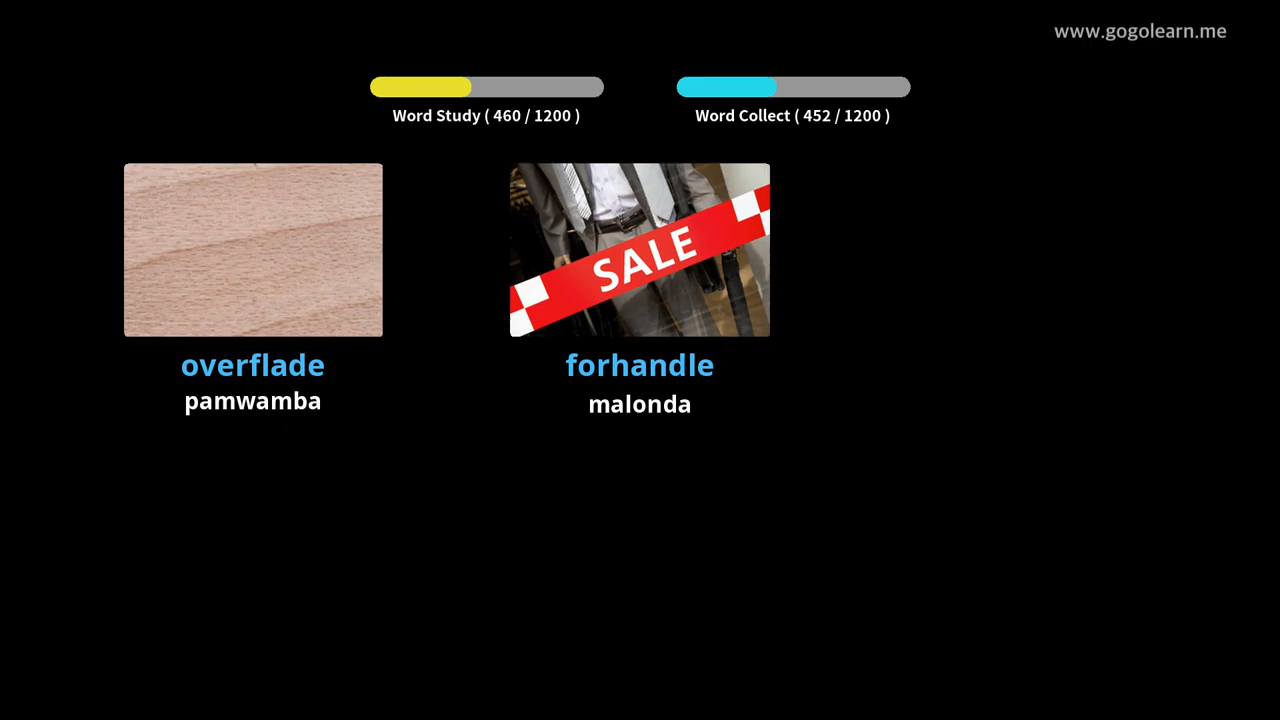 www.gogolearn.me
Word Study ( 460 / 1200 )
Word Collect ( 452 / 1200 )
SALE
overflade
pamwamba
forhandle
malonda